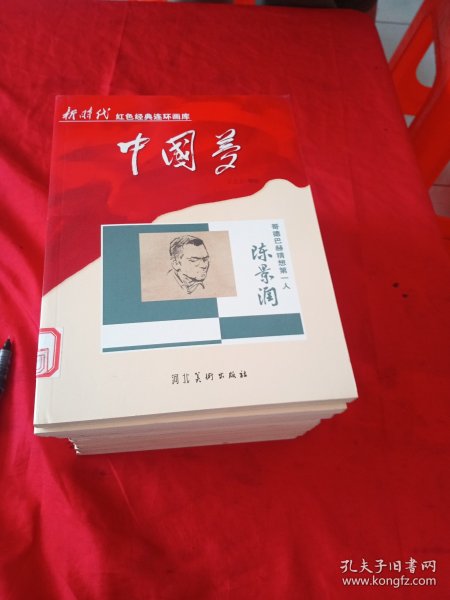 新时代 红色经典连环画库
中國夢
哥德巴赫猜想第一人
陈景润
河北美术出版社
孔夫子旧书网
www.kongfz.com